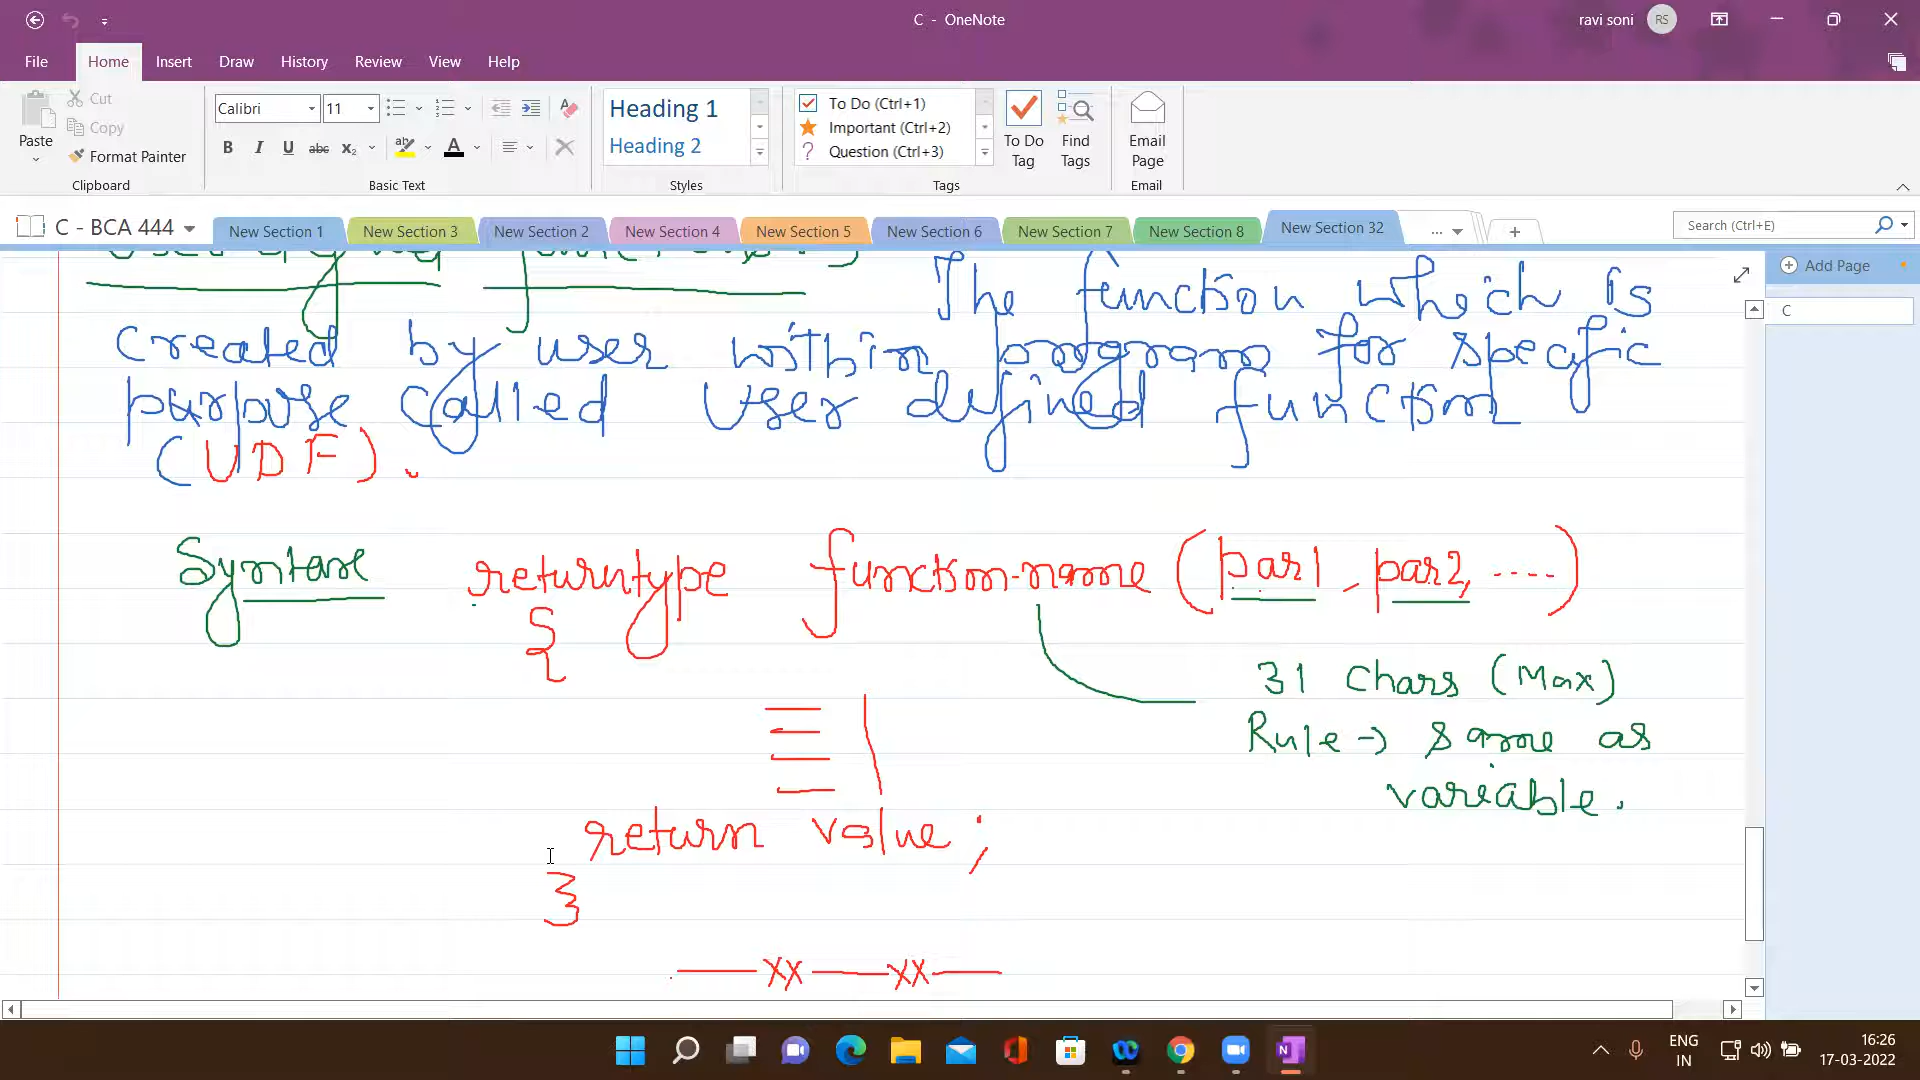 C - OneNote
ravi soni RS
File Home Insert Draw History Review View Help
Cut
Copy
Format Painter
Paste
Clipboard
Calibri 11
B I U abc X₂ ab A
Basic Text
Heading 1
Heading 2
Styles
To Do (Ctrl+1)
Important (Ctrl+2)
Question (Ctrl+3)
Tags
To Do Tag
Find Tags
Email Page
Email
C - BCA 444
New Section 1 New Section 3 New Section 2 New Section 4 New Section 5 New Section 6 New Section 7 New Section 8 New Section 32 ...
Search (Ctrl+E)
Add Page
C
The function which is
created by user within program for specific
purpose called User defined function
(UDF).
Syntax returntype function-name (par1, par2, ....)
{
31 Chars (Max)
Rule → same as
variable.
return value;
}
xx xx
ENG
IN
16:26
17-03-2022